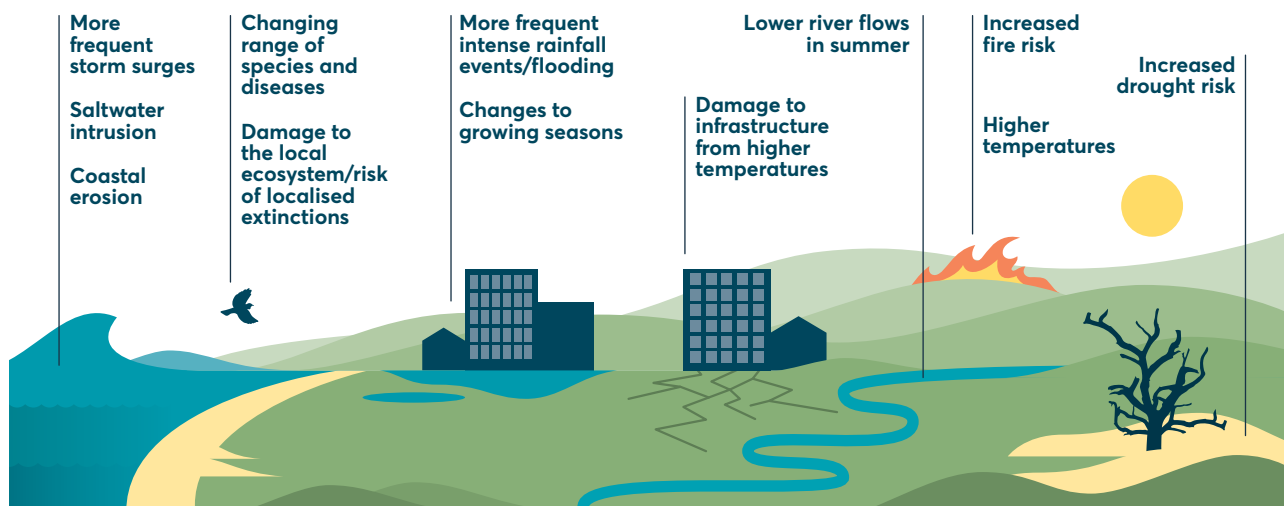 More
frequent
storm surges
Saltwater
intrusion
Coastal
erosion
Changing
range of
species and
diseases
Damage to
the local
ecosystem/risk
of localised
extinctions
More frequent
intense rainfall
events/flooding
Changes to
growing seasons
Damage to
infrastructure
from higher
temperatures
Lower river flows
in summer
Increased
fire risk
Higher
temperatures
Increased
drought risk